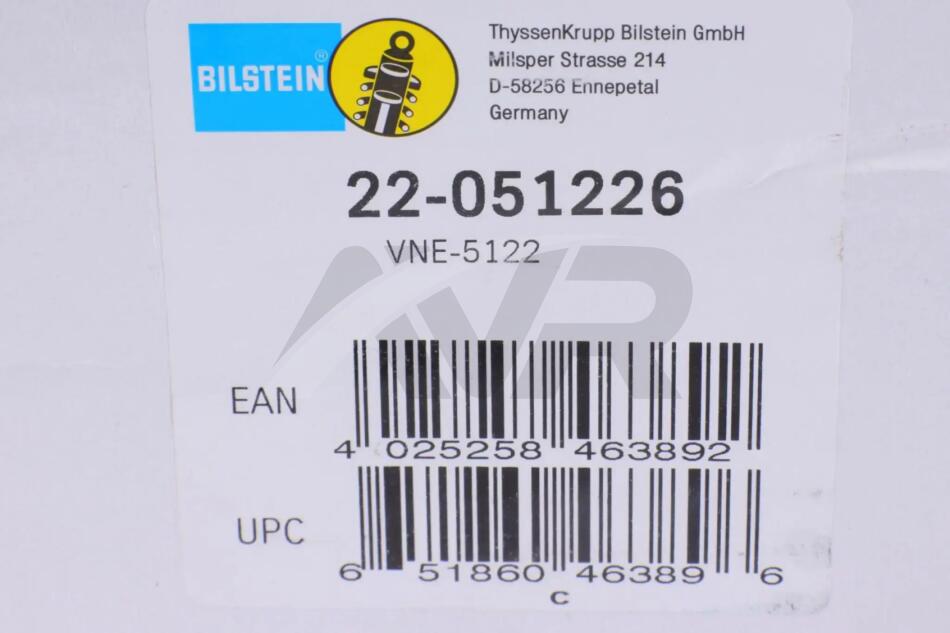 BILSTEIN®
ThyssenKrupp Bilstein GmbH
Milsper Strasse 214
D-58256 Ennepetal
Germany
22-051226
VNE-5122
AVR
EAN
4 025258 463892
UPC
6 51860 46389 6
C